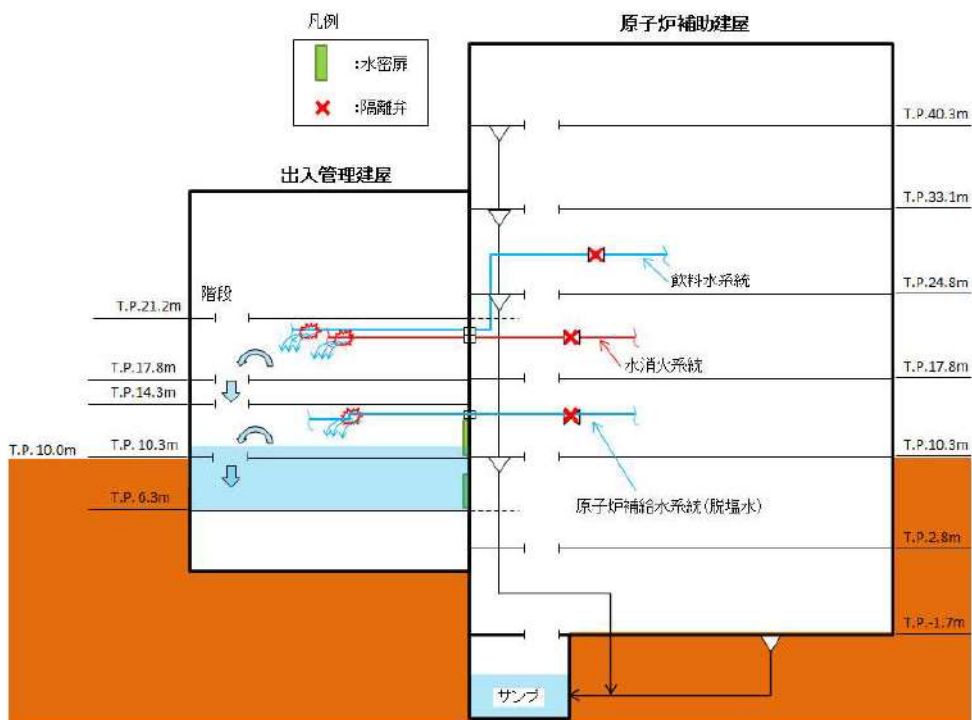 凡例
:水密扉
:隔離弁
原子炉補助建屋
出入管理建屋
階段
T.P.21.2m
T.P.17.8m
T.P.14.3m
T.P. 10.0m
T.P. 10.3m
T.P. 6.3m
T.P.40.3m
T.P.33.1m
T.P.24.8m
T.P.17.8m
T.P.10.3m
T.P.2.8m
T.P.-1.7m
飲料水系統
水消火系統
原子炉補給水系統(脱塩水)
サンプ